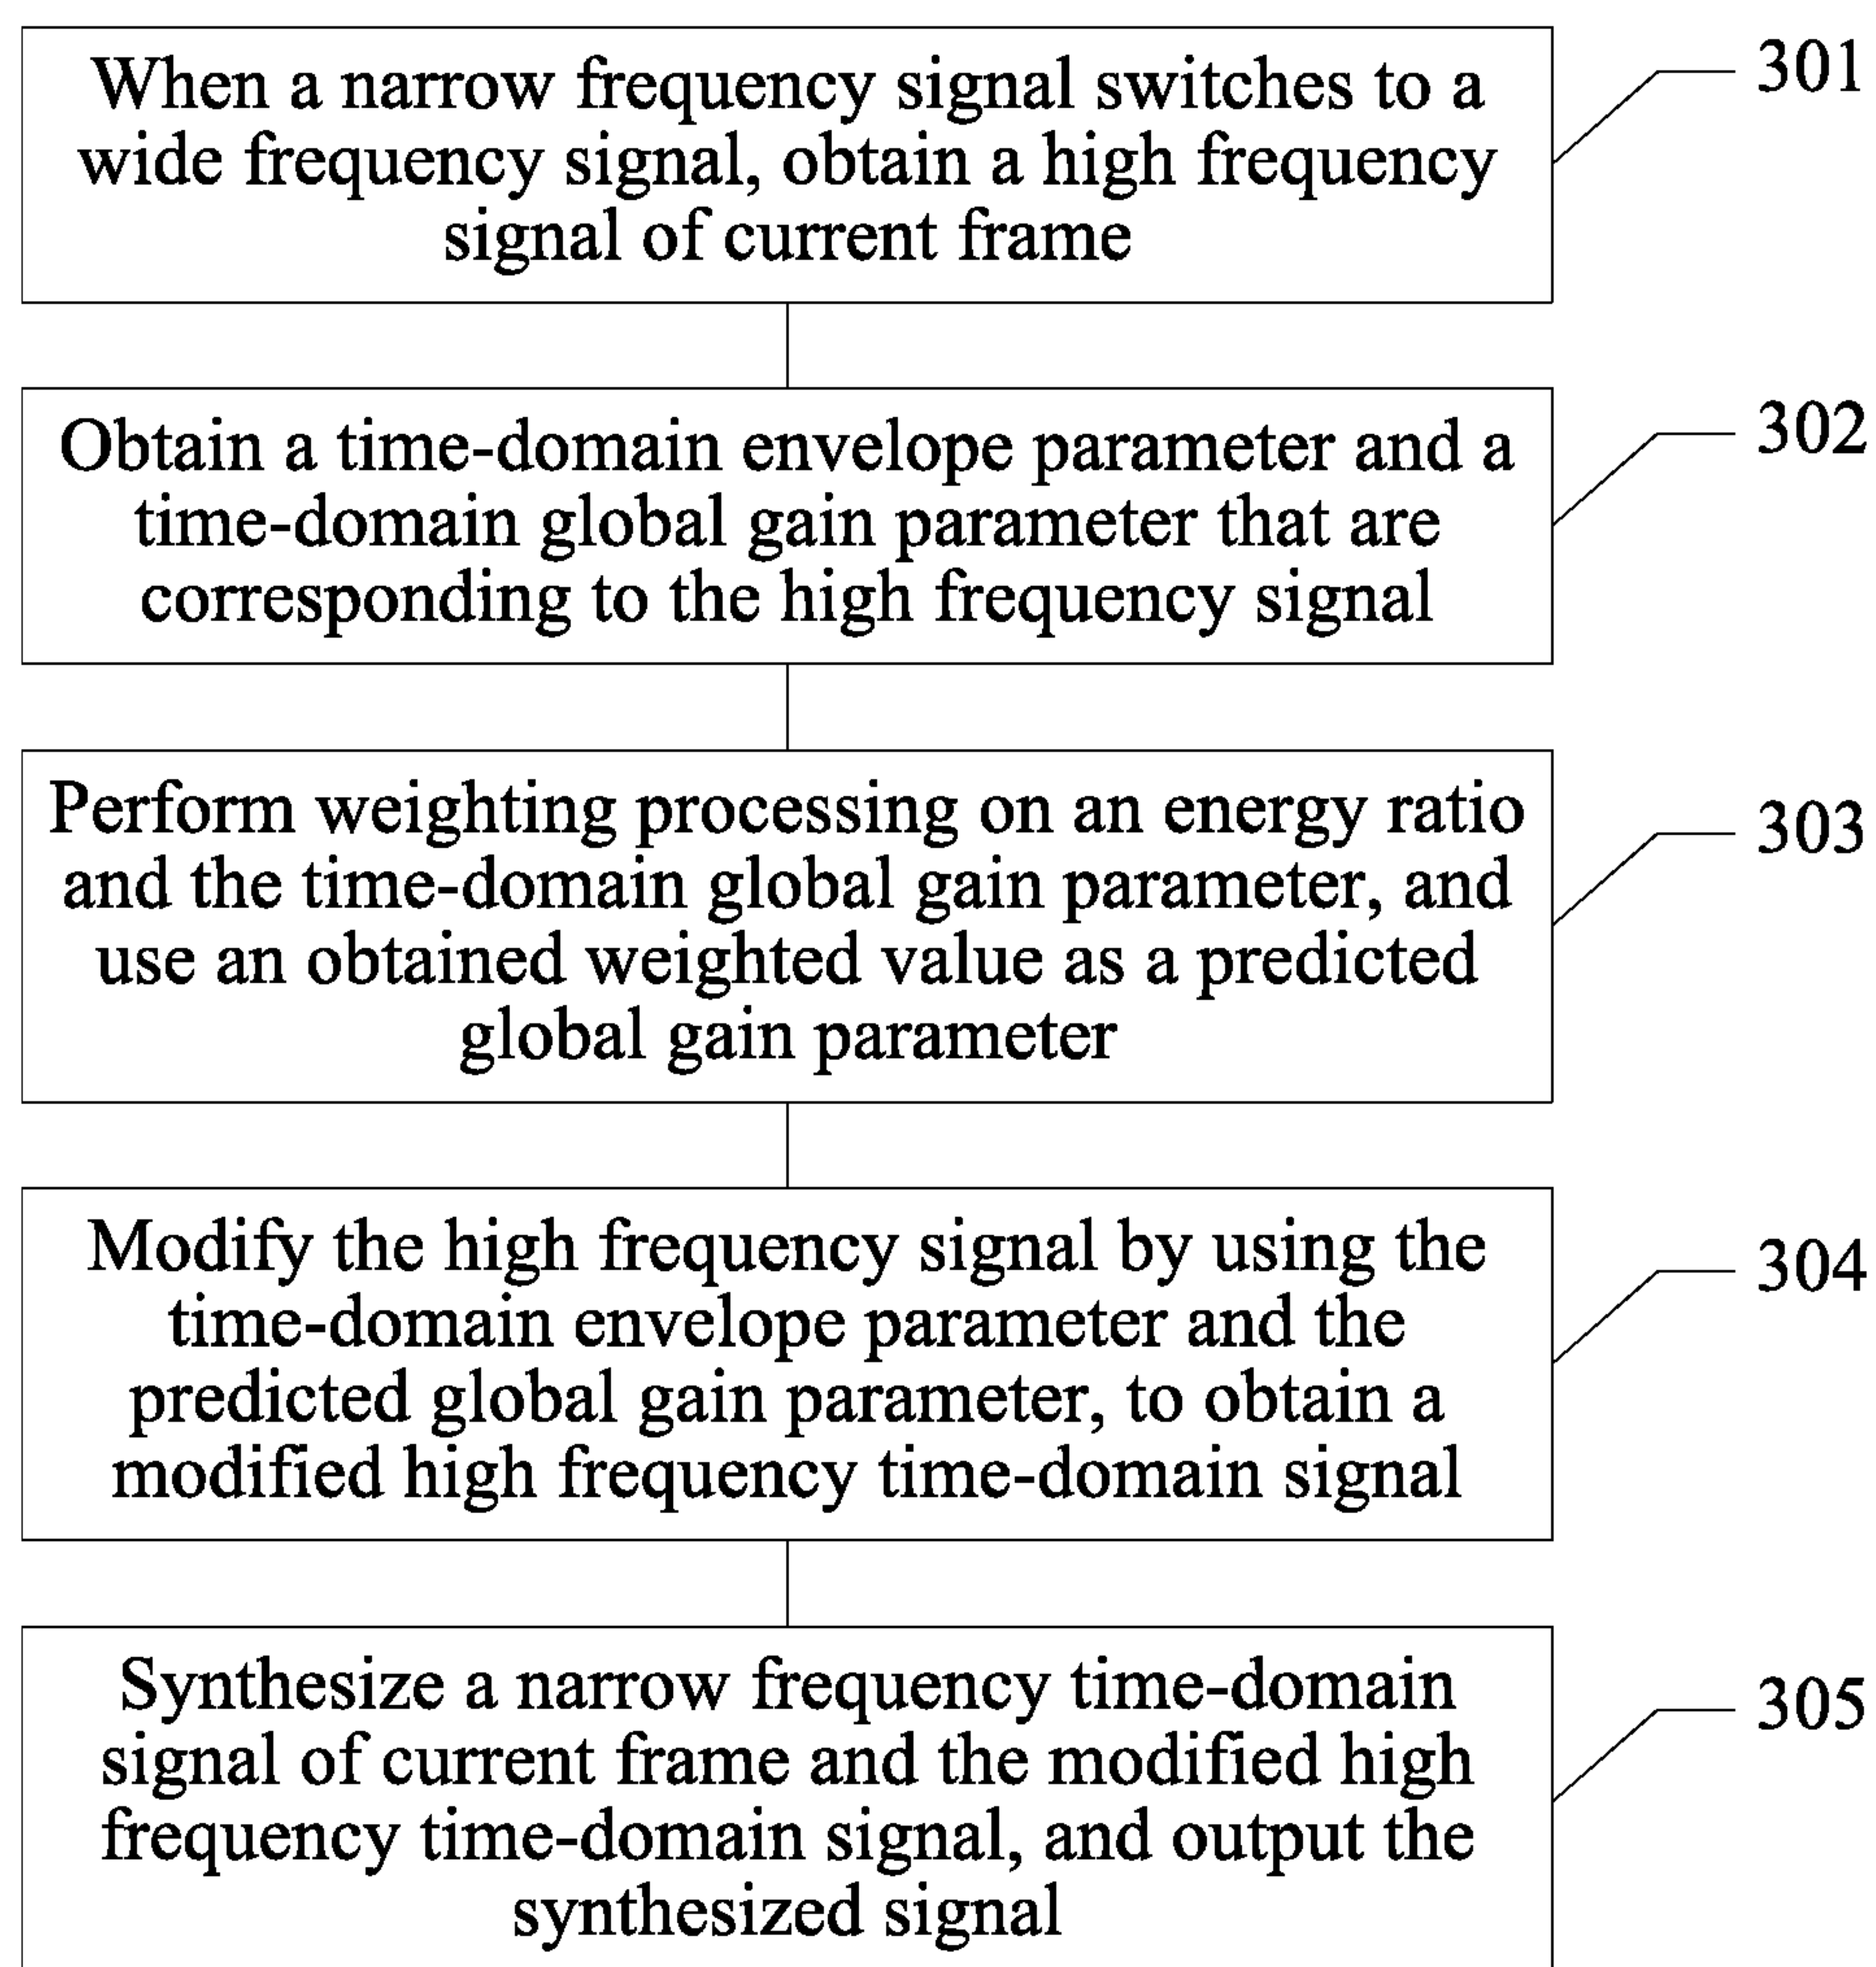 When a narrow frequency signal switches to a
wide frequency signal, obtain a high frequency
signal of current frame
301
Obtain a time-domain envelope parameter and a
time-domain global gain parameter that are
corresponding to the high frequency signal
302
Perform weighting processing on an energy ratio
and the time-domain global gain parameter, and
use an obtained weighted value as a predicted
global gain parameter
303
Modify the high frequency signal by using the
time-domain envelope parameter and the
predicted global gain parameter, to obtain a
modified high frequency time-domain signal
304
Synthesize a narrow frequency time-domain
signal of current frame and the modified high
frequency time-domain signal, and output the
synthesized signal
305